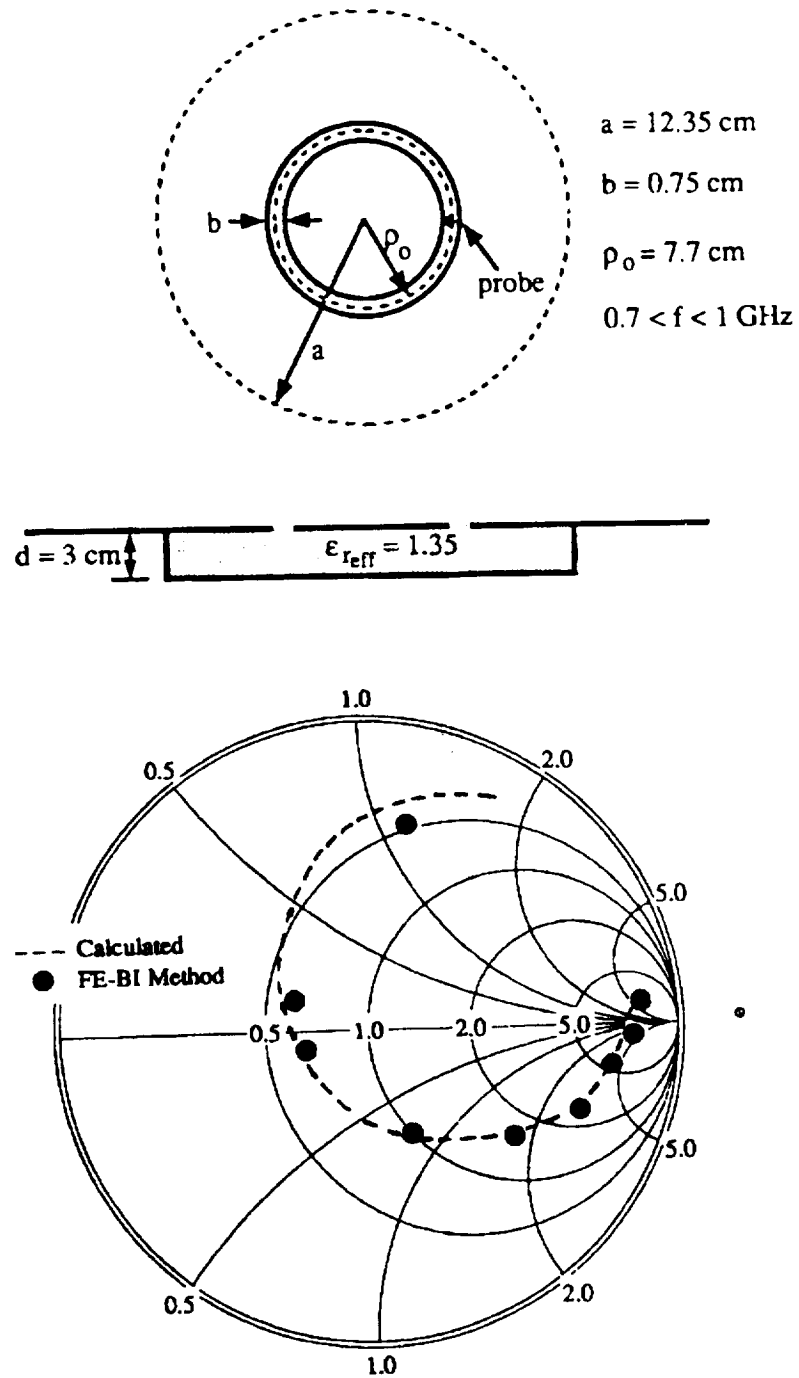 a = 12.35 cm
b
b = 0.75 cm
ρo
ρo = 7.7 cm
probe
0.7 < f < 1 GHz
a
d = 3 cm
εreff = 1.35
1.0
0.5
2.0
5.0
--- Calculated
● FE-BI Method
0.5 1.0 2.0 5.0
5.0
0.5
2.0
1.0